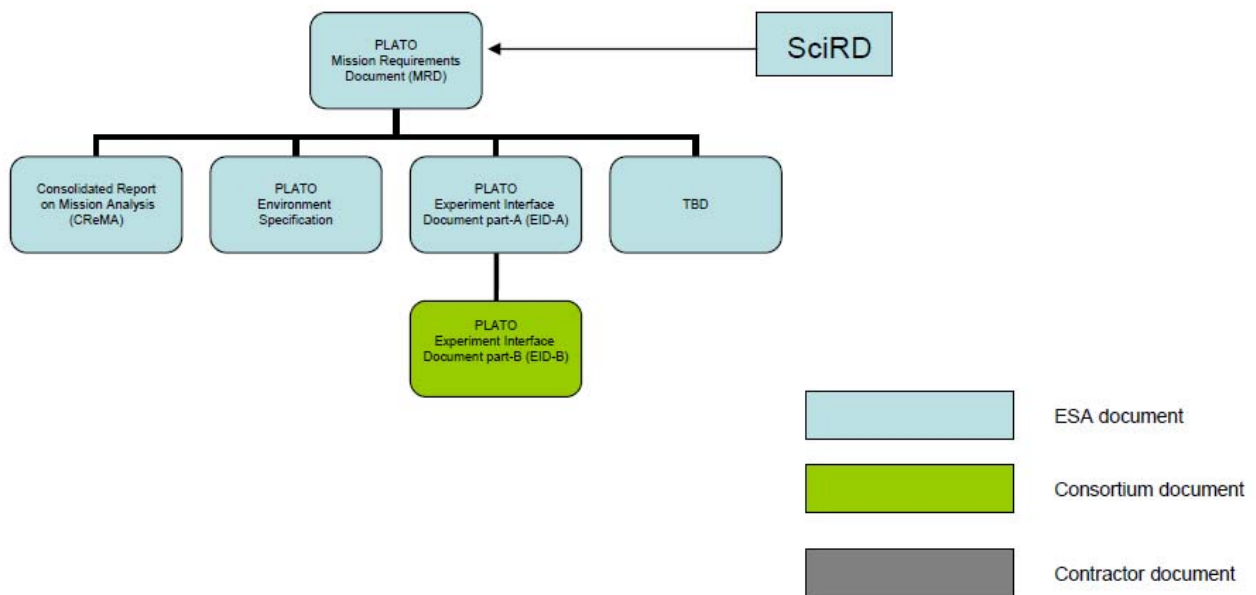 PLATO
Mission Requirements
Document (MRD)
SciRD
Consolidated Report
on Mission Analysis
(CReMA)
PLATO
Environment
Specification
PLATO
Experiment Interface
Document part-A (EID-A)
TBD
PLATO
Experiment Interface
Document part-B (EID-B)
ESA document
Consortium document
Contractor document